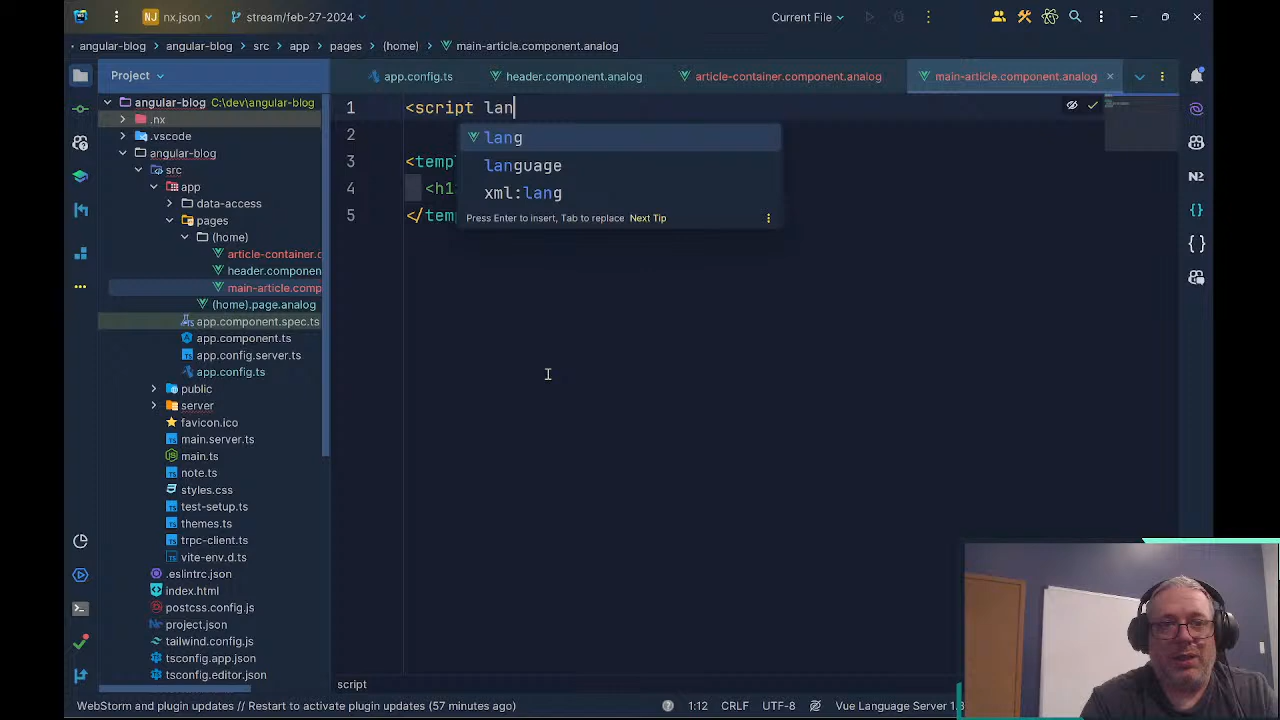 NJ nx.json stream/feb-27-2024 Current File
angular-blog angular-blog src app pages (home) main-article.component.analog
Project
app.config.ts header.component.analog article-container.component.analog main-article.component.analog
angular-blog C:\dev\angular-blog
.nx
.vscode
angular-blog
src
app
data-access
pages
(home)
article-container.c
header.component
main-article.comp
(home).page.analog
app.component.spec.ts
app.component.ts
app.config.server.ts
app.config.ts
public
server
favicon.ico
main.server.ts
main.ts
note.ts
styles.css
test-setup.ts
themes.ts
trpc-client.ts
vite-env.d.ts
.eslintrc.json
index.html
postcss.config.js
project.json
tailwind.config.js
tsconfig.app.json
tsconfig.editor.json
1 <script lan
2
3 <templ
4 <h1
5 </temp
lang
language
xml:lang
Press Enter to insert, Tab to replace Next Tip
N2
script
WebStorm and plugin updates // Restart to activate plugin updates (57 minutes ago) 1:12 CRLF UTF-8 Vue Language Server 1.8